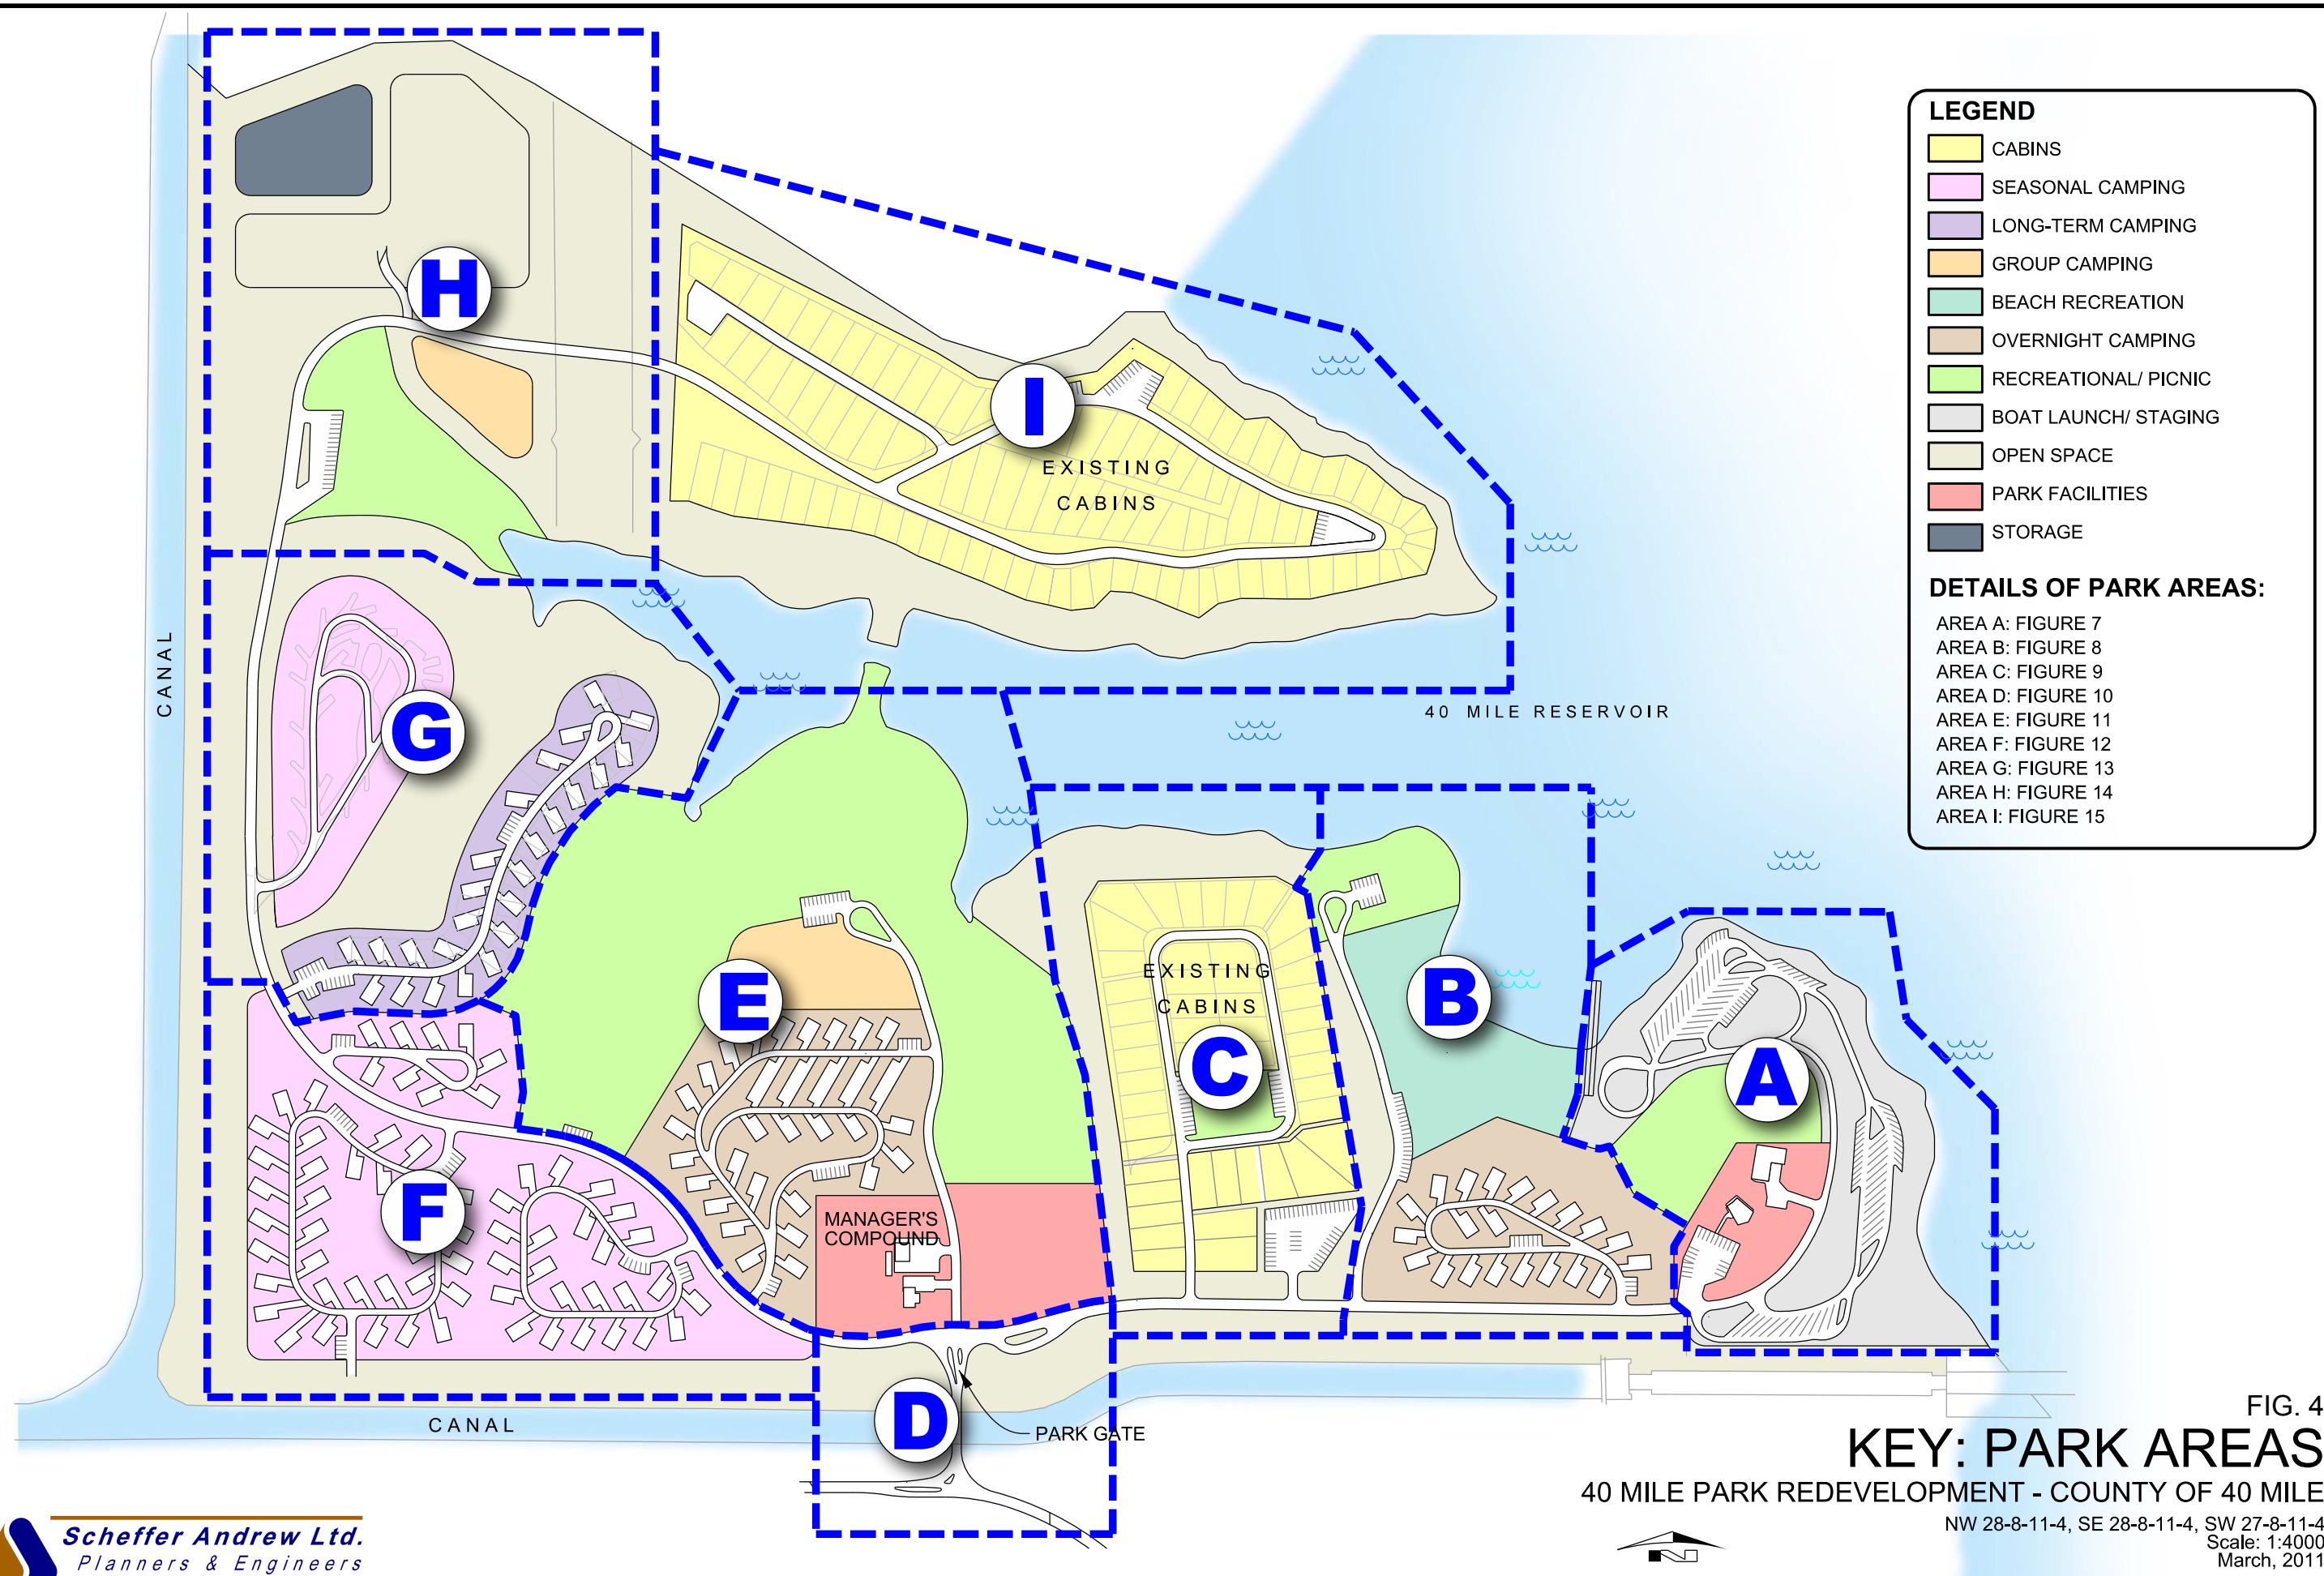 LEGEND
CABINS
SEASONAL CAMPING
LONG-TERM CAMPING
GROUP CAMPING
BEACH RECREATION
OVERNIGHT CAMPING
RECREATIONAL/ PICNIC
BOAT LAUNCH/ STAGING
OPEN SPACE
PARK FACILITIES
STORAGE
DETAILS OF PARK AREAS:
AREA A: FIGURE 7
AREA B: FIGURE 8
AREA C: FIGURE 9
AREA D: FIGURE 10
AREA E: FIGURE 11
AREA F: FIGURE 12
AREA G: FIGURE 13
AREA H: FIGURE 14
AREA I: FIGURE 15
H
I
EXISTING
CABINS
CANAL
G
40 MILE RESERVOIR
E
EXISTING
CABINS
C
B
A
F
MANAGER'S
COMPOUND
D
PARK GATE
CANAL
FIG. 4
KEY: PARK AREAS
40 MILE PARK REDEVELOPMENT - COUNTY OF 40 MILE
NW 28-8-11-4, SE 28-8-11-4, SW 27-8-11-4
Scale: 1:4000
March, 2011
N
Scheffer Andrew Ltd.
Planners & Engineers